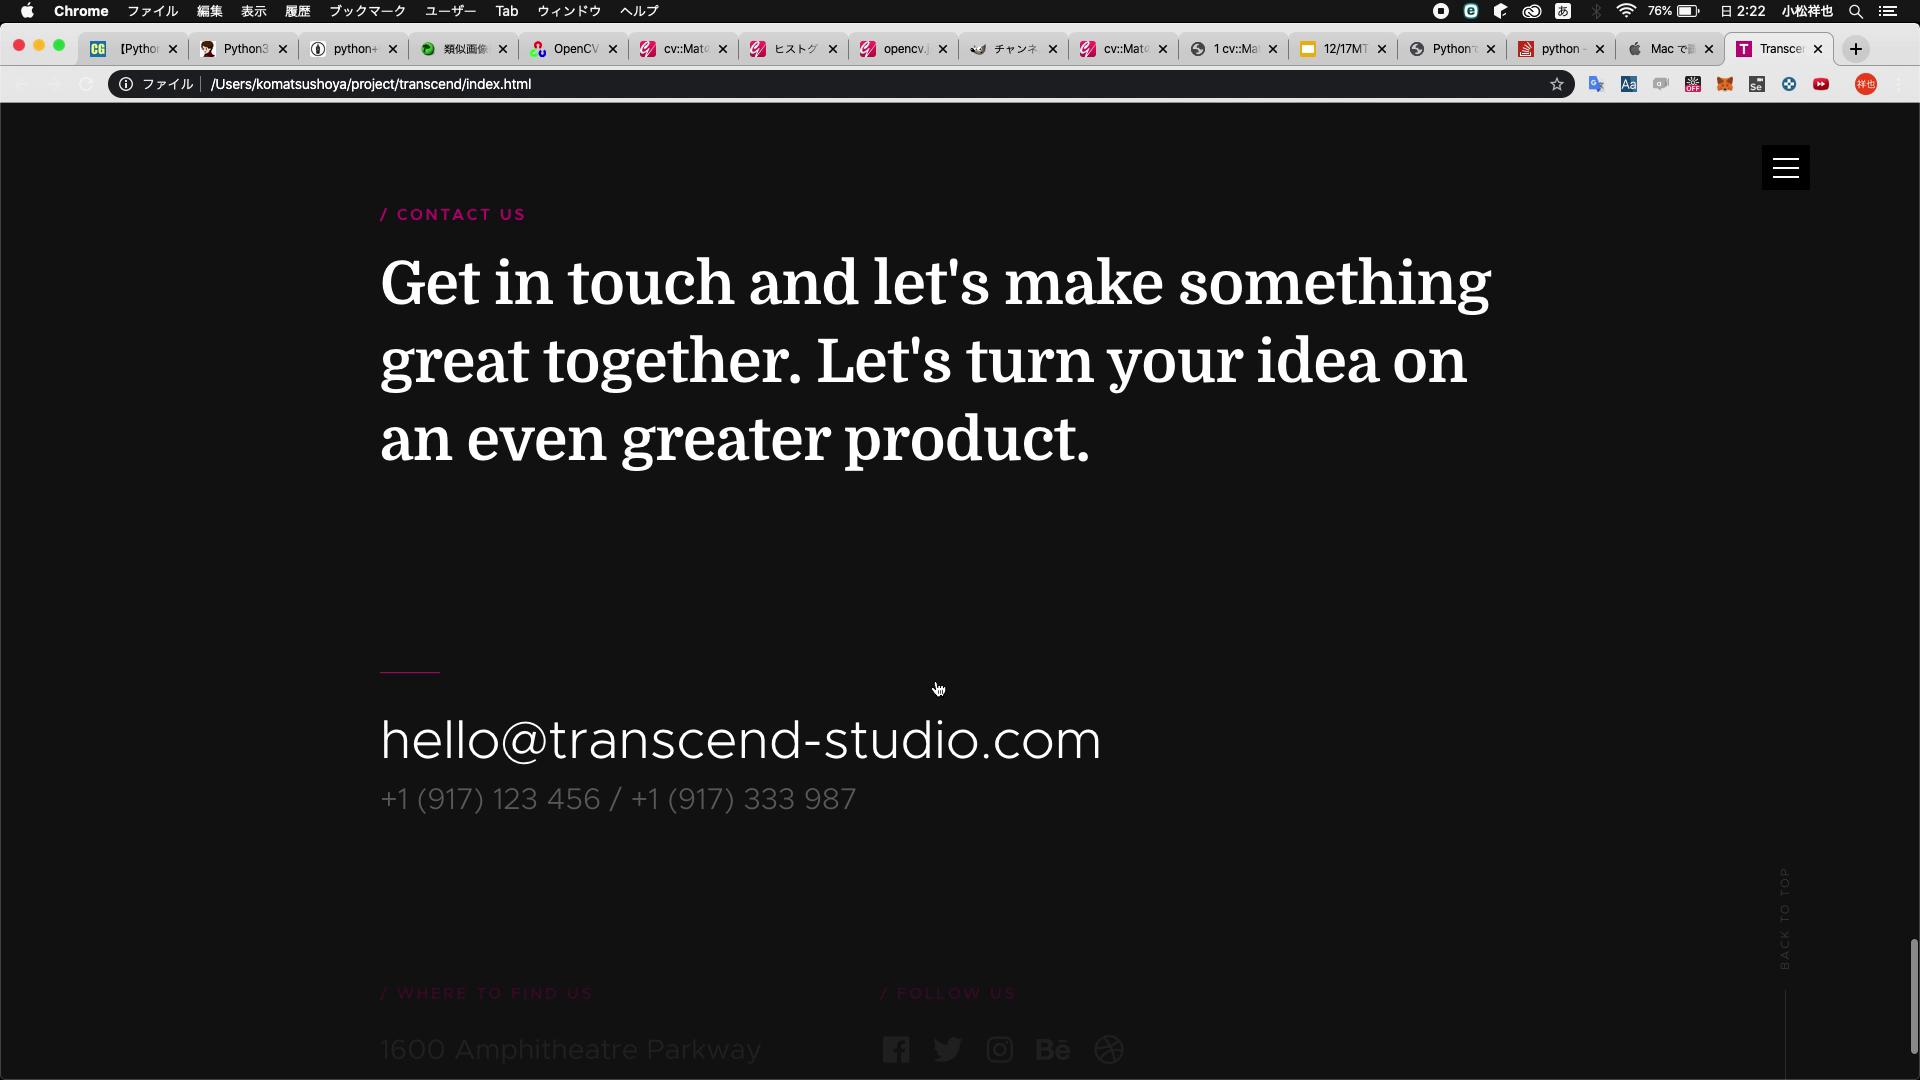 Chrome ファイル 編集 表示 履歴 ブックマーク ユーザー Tab ウィンドウ ヘルプ 76% 日 2:22 小松祥也
【Pytho Python3 python+ 類似画像 OpenCV cv::Mat ヒストグ opencv. チャンネ cv::Mat 1 cv::Ma 12/17MT Python python - Mac で Transce
ファイル /Users/komatsushoya/project/transcend/index.html 祥也
/ CONTACT US
Get in touch and let's make something
great together. Let's turn your idea on
an even greater product.
hello@transcend-studio.com
+1 (917) 123 456 / +1 (917) 333 987
BACK TO TOP
/ WHERE TO FIND US / FOLLOW US
1600 Amphitheatre Parkway